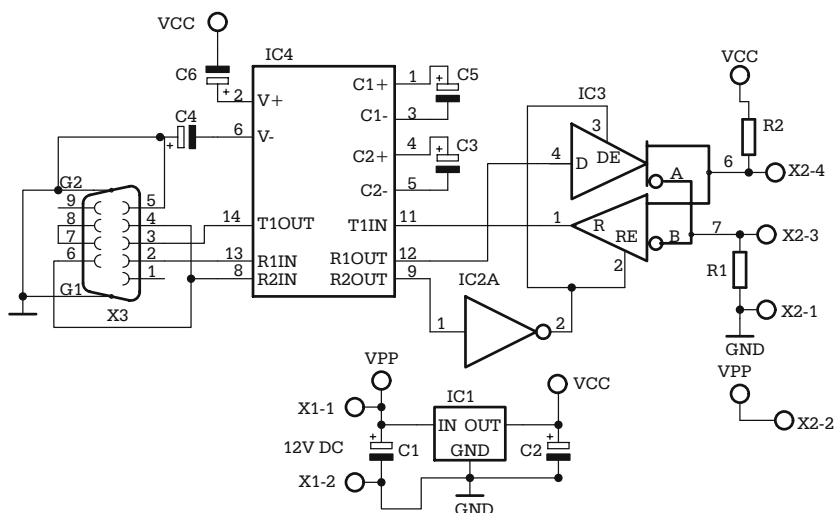 VCC
IC4
C6
+
2
V+
C1+
1
+
C5
C1-
3
C4
+
6
V-
C2+
4
+
C3
C2-
5
VCC
IC3
3
R2
4
D
DE
6
X2-4
A
G2
9
5
8
4
7
3
6
2
1
G1
X3
14
T1OUT
T1IN
11
1
R
RE
B
7
X2-3
13
R1IN
R1OUT
12
8
R2IN
R2OUT
9
2
R1
IC2A
1
2
X2-1
GND
VPP
VCC
VPP
X1-1
IC1
IN OUT
X2-2
12V DC
+
C1
GND
C2
+
X1-2
GND